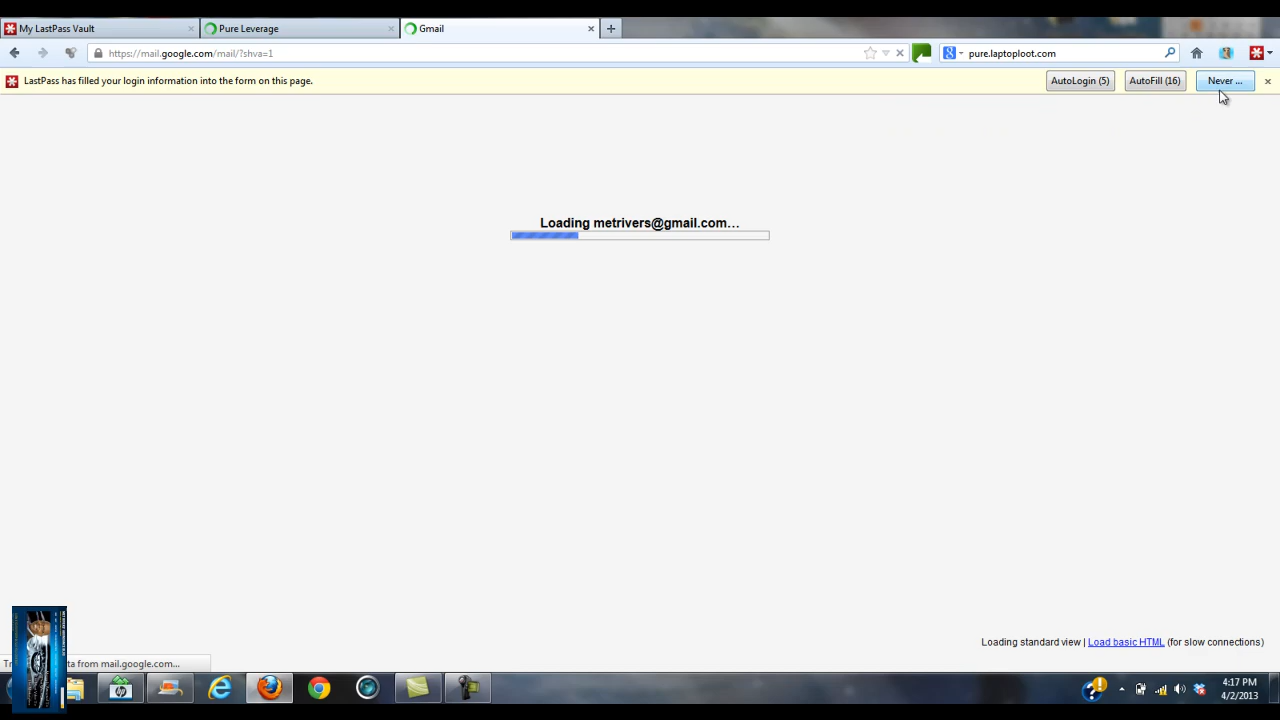 My LastPass Vault
Pure Leverage
Gmail
https://mail.google.com/mail/?shva=1
pure.laptoploot.com
LastPass has filled your login information into the form on this page.
AutoLogin (5)
AutoFill (16)
Never ...
Loading metrivers@gmail.com…
Loading standard view | Load basic HTML (for slow connections)
ta from mail.google.com...
4:17 PM
4/2/2013